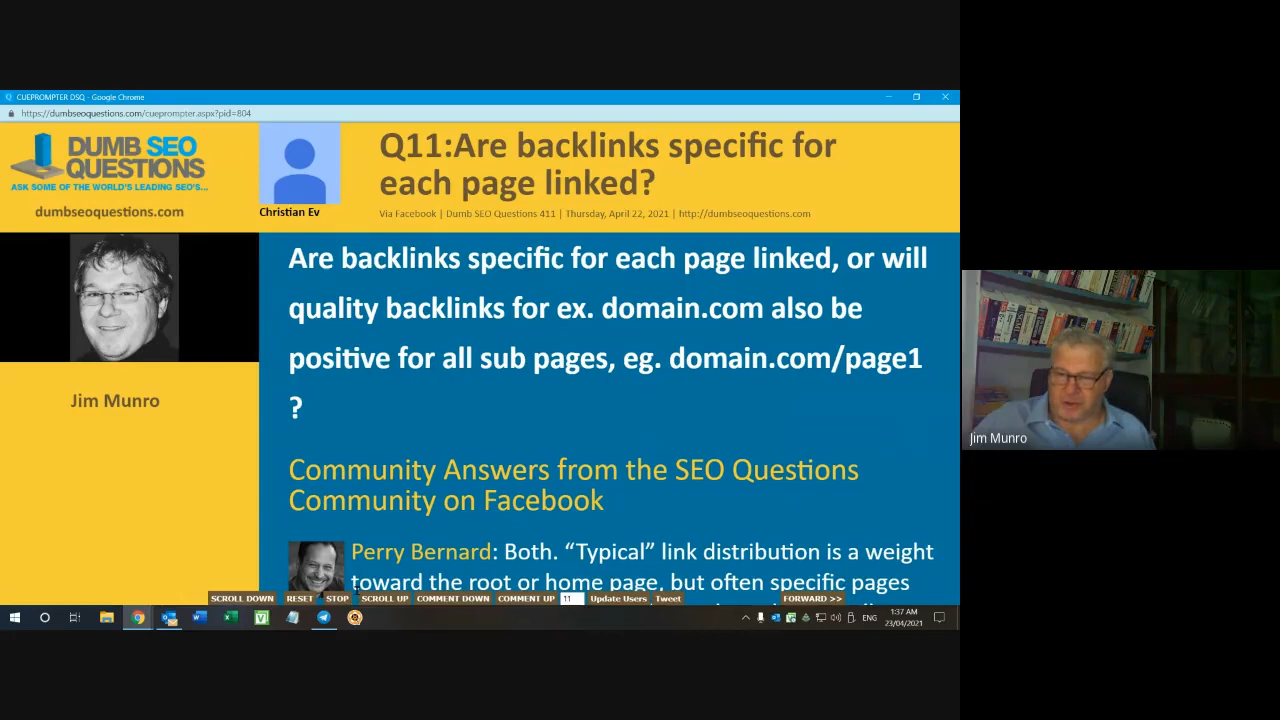 CUEPROMPTER DSQ - Google Chrome
https://dumbseoquestions.com/cueprompter.aspx?pid=804
DUMB SEO
QUESTIONS
ASK SOME OF THE WORLD'S LEADING SEO'S...
dumbseoquestions.com
Christian Ev
Q11:Are backlinks specific for
each page linked?
Via Facebook | Dumb SEO Questions 411 | Thursday, April 22, 2021 | http://dumbseoquestions.com
Jim Munro
Are backlinks specific for each page linked, or will
quality backlinks for ex. domain.com also be
positive for all sub pages, eg. domain.com/page1
?
Community Answers from the SEO Questions
Community on Facebook
Perry Bernard: Both. “Typical” link distribution is a weight
toward the root or home page, but often specific pages
SCROLL DOWN RESET STOP SCROLL UP COMMENT DOWN COMMENT UP 11 Update Users Tweet FORWARD >>
ENG
1:37 AM
23/04/2021
Jim Munro